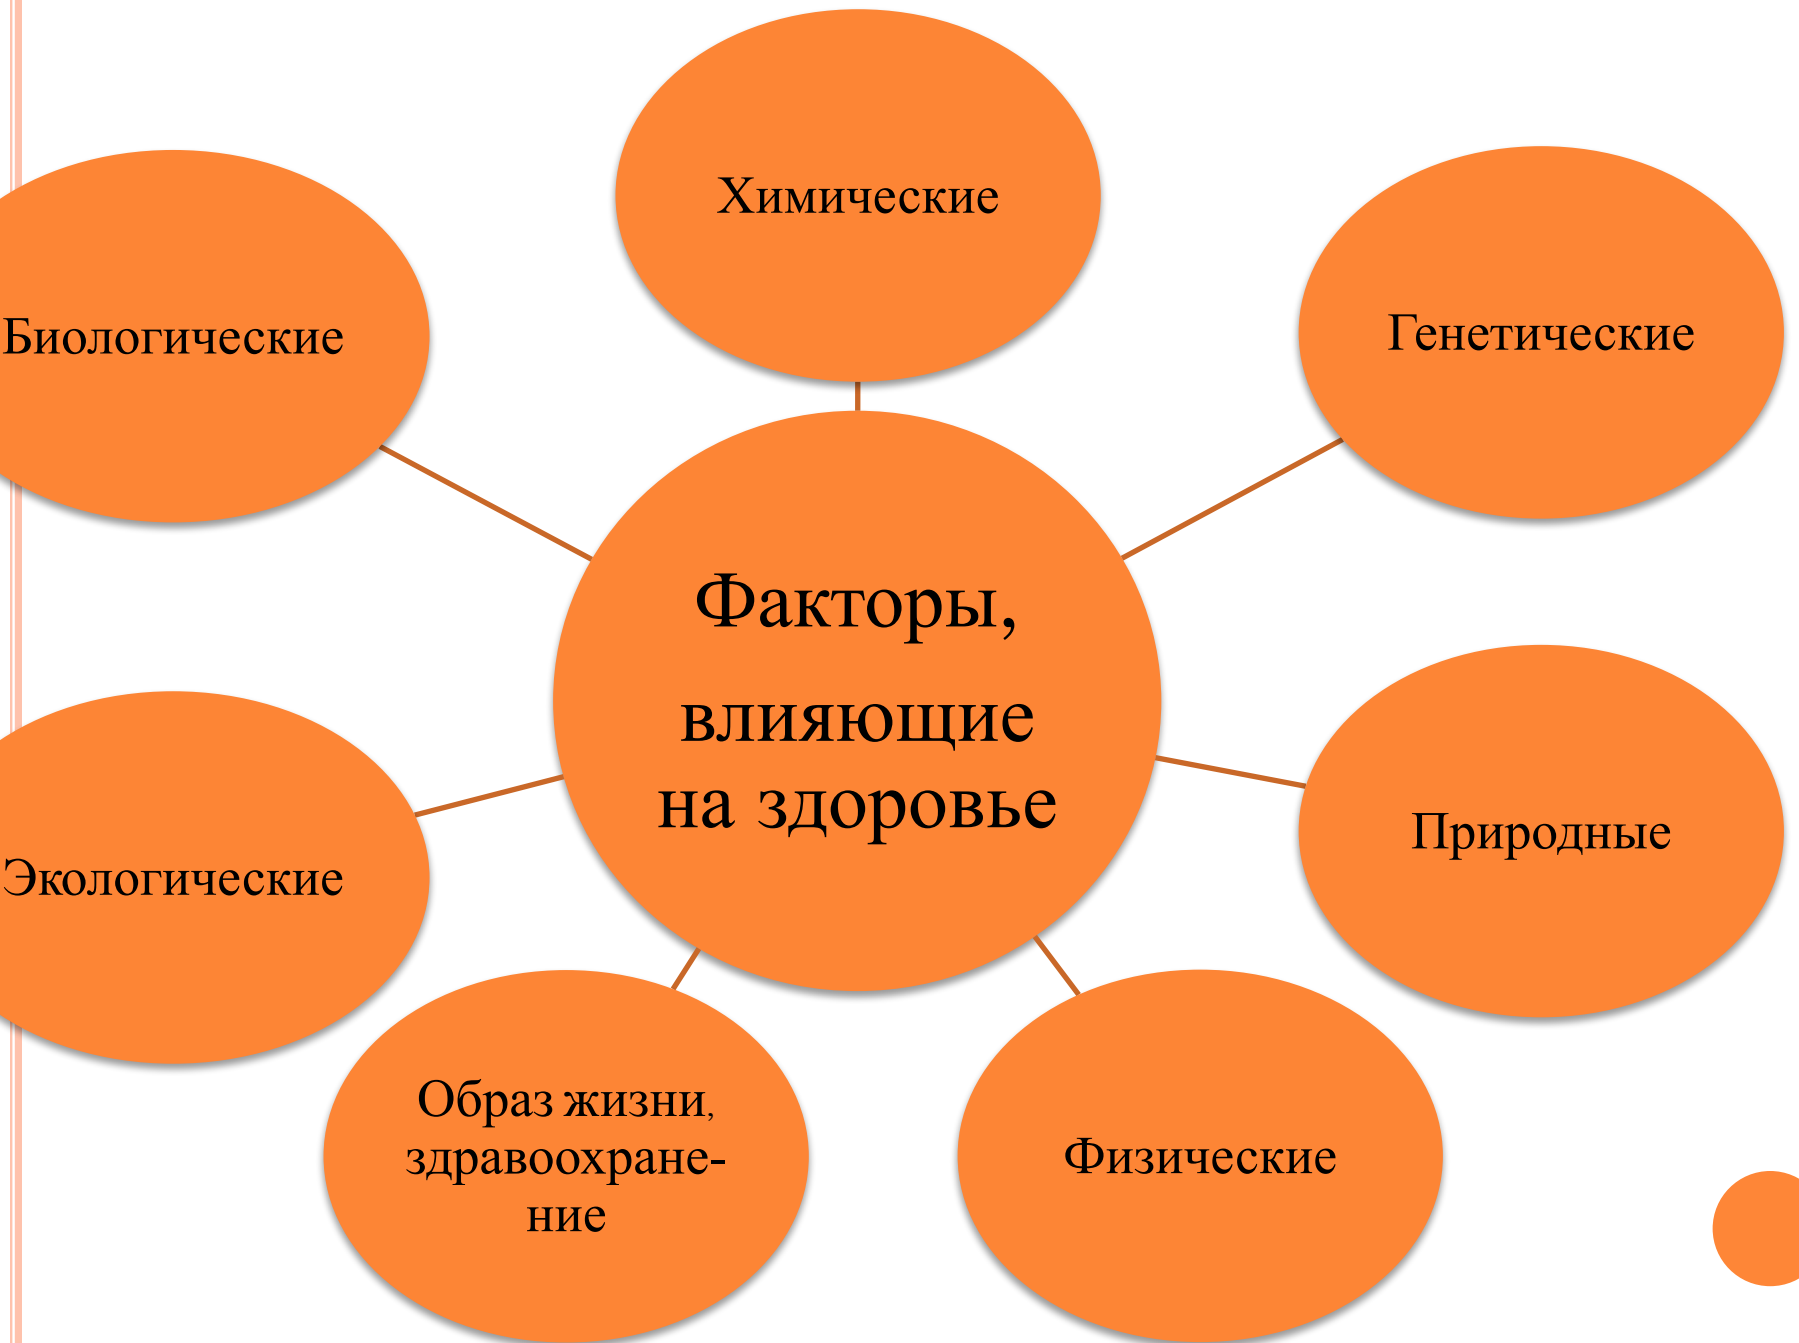 Химические
Биологические
Генетические
Факторы,
влияющие
на здоровье
Природные
Экологические
Образ жизни,
здравоохране-
ние
Физические